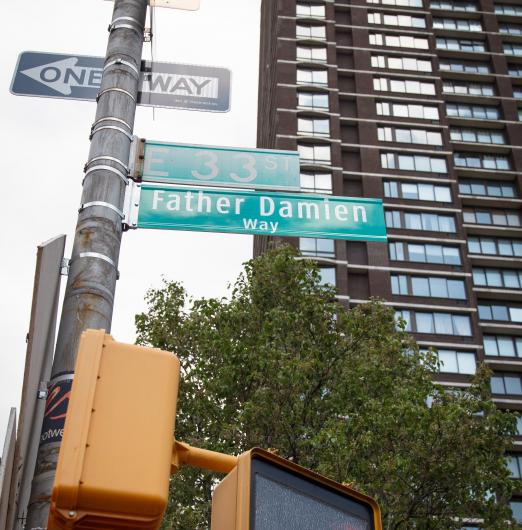 ONE WAY
E 33 ST
Father Damien
Way